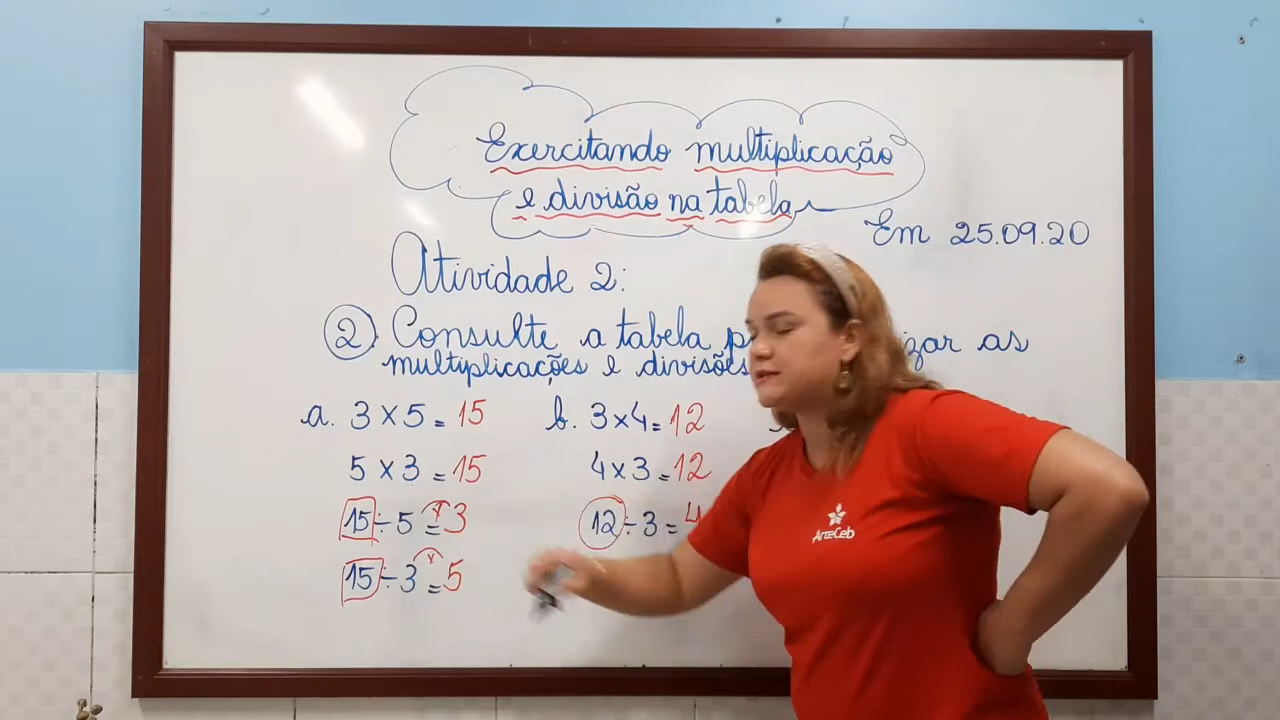 Exercitando multiplicação
e divisão na tabela
Em 25.09.20
Atividade 2:
2 Consulte a tabela as
multiplicações e divisões
a. 3 x 5 = 15 b. 3 x 4 = 12
5 x 3 = 15 4 x 3 = 12
15 ÷ 5 = 3 12 ÷ 3 = 4
15 ÷ 3 = 5
ArteCeb